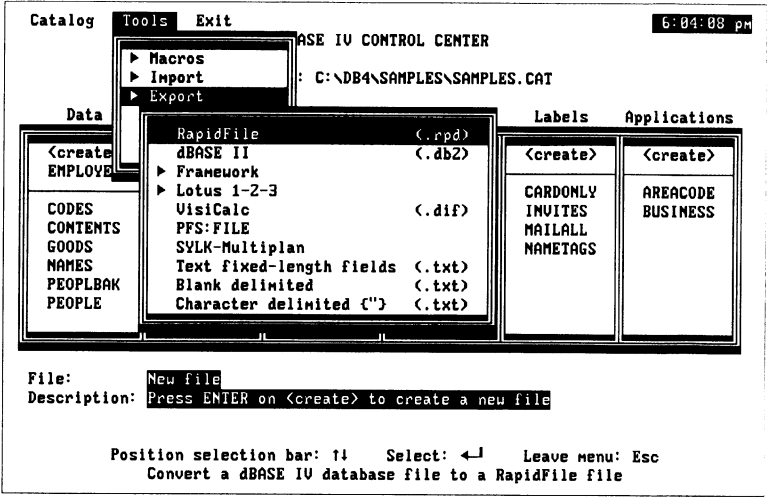 Catalog Tools Exit 6:04:08 pm
ASE IV CONTROL CENTER
► Macros
► Import : C:\DB4\SAMPLES\SAMPLES.CAT
► Export
Data Labels Applications
RapidFile (.rpd)
<create dBASE II (.db2) <create> <create>
EMPLOYE ► Framework
► Lotus 1-2-3 CARDONLY AREACODE
CODES VisiCalc (.dif) INVITES BUSINESS
CONTENTS PFS:FILE MAILALL
GOODS SYLK-Multiplan NAMETAGS
NAMES Text fixed-length fields (.txt)
PEOPLBAK Blank delimited (.txt)
PEOPLE Character delimited {"} (.txt)
File: New file
Description: Press ENTER on <create> to create a new file
Position selection bar: ↑↓ Select: ↵ Leave menu: Esc
Convert a dBASE IV database file to a RapidFile file